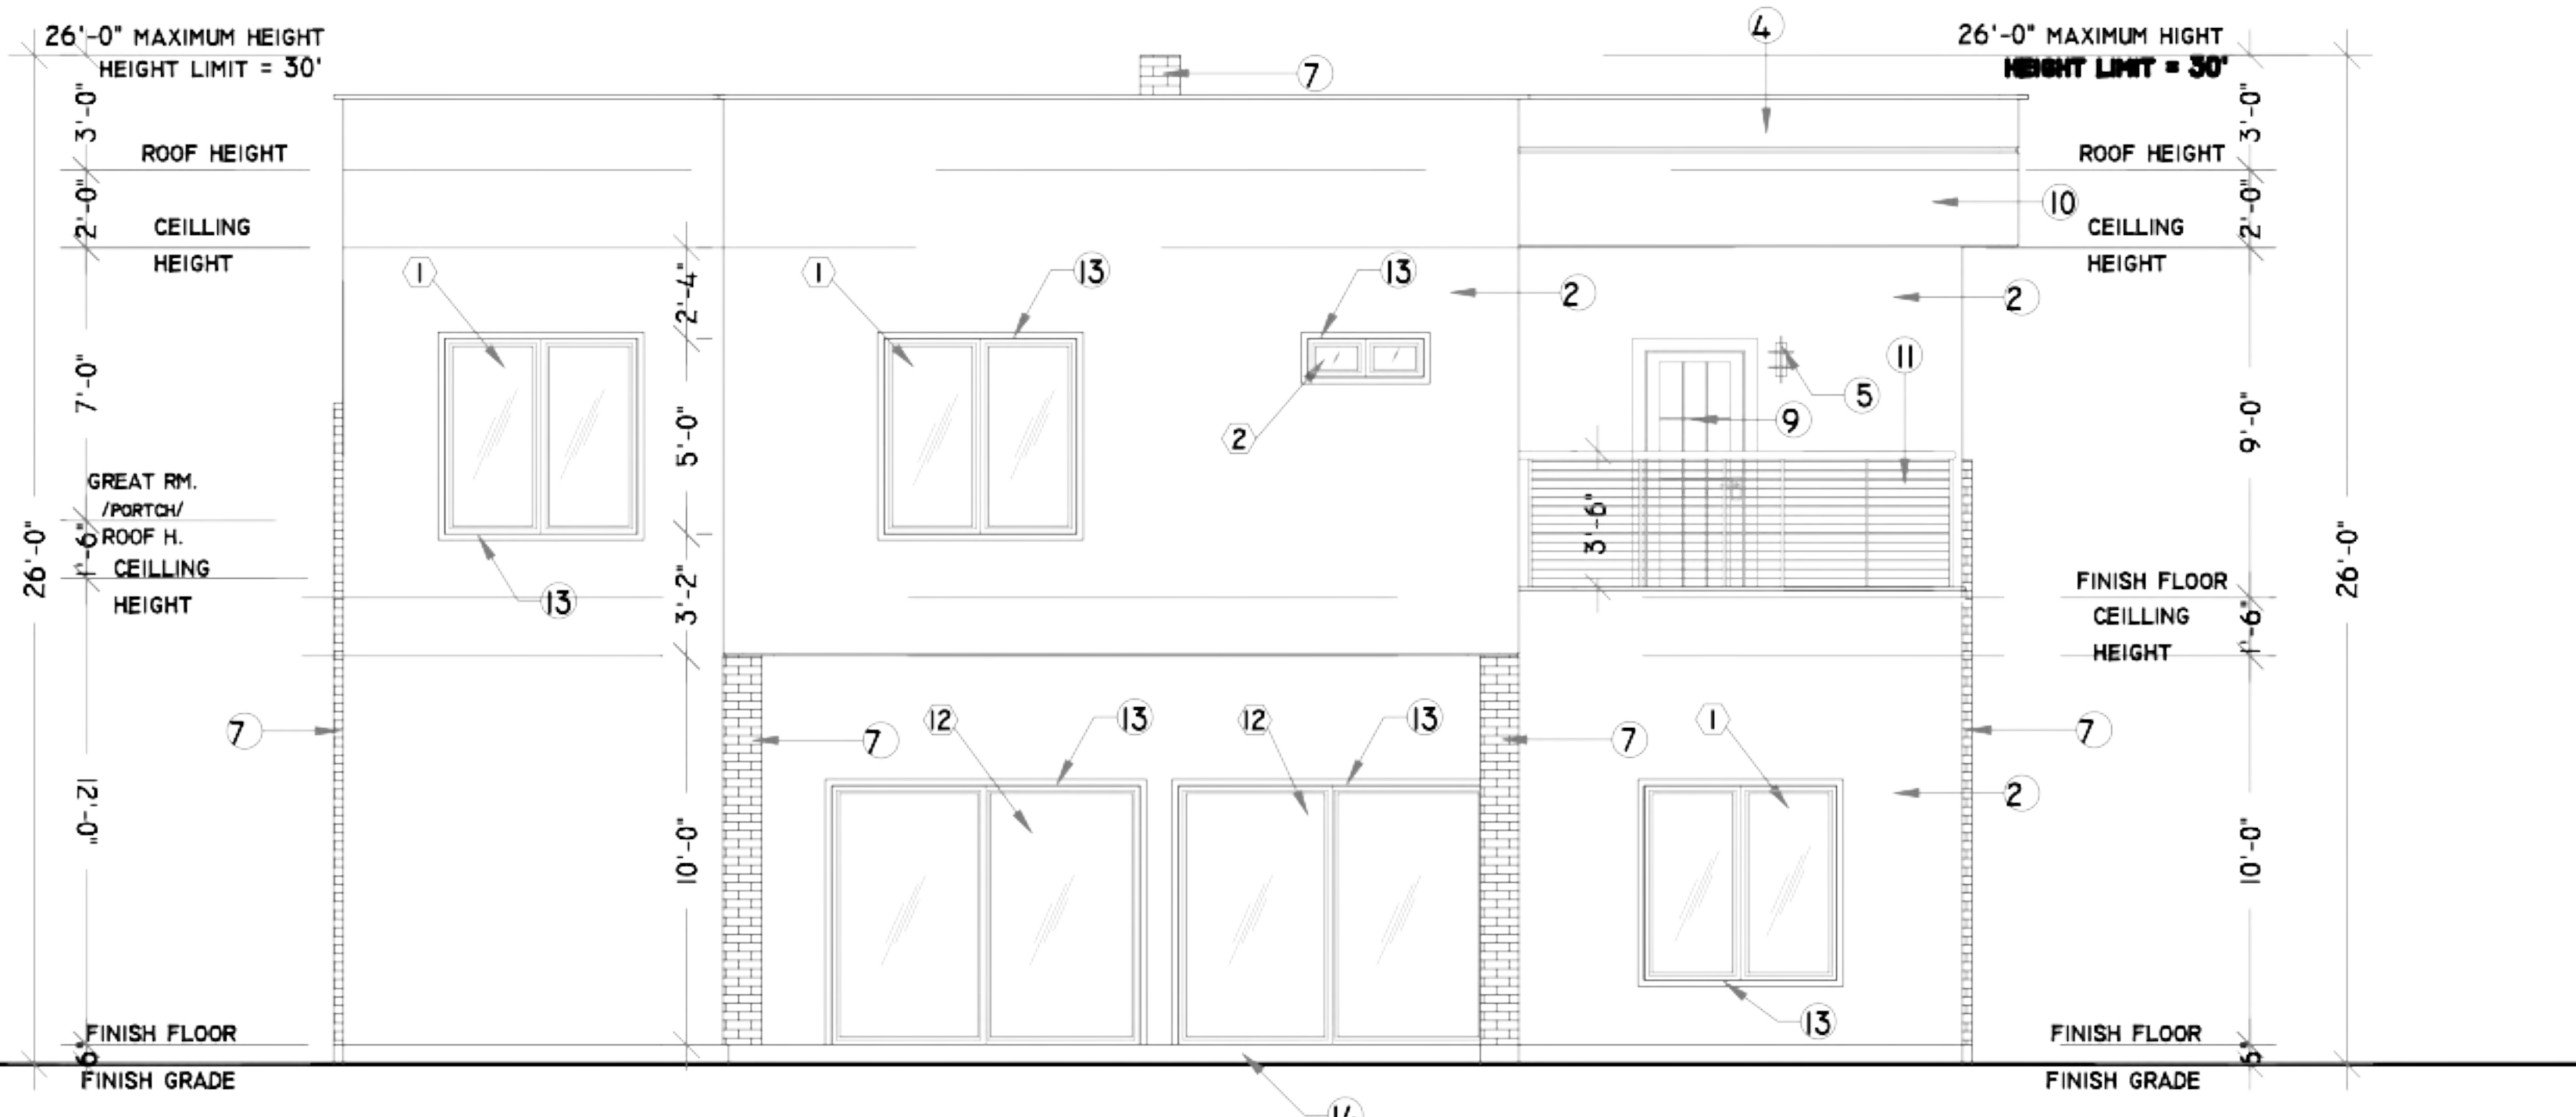 4
26'-0" MAXIMUM HEIGHT
HEIGHT LIMIT = 30'
26'-0" MAXIMUM HIGHT
HEIGHT LIMIT = 30'
7
3'-0"
3'-0"
ROOF HEIGHT
ROOF HEIGHT
2'-0"
2'-0"
10
CEILLING
HEIGHT
CEILLING
HEIGHT
1
1
13
13
2
2
2'-4"
11
5
9
2
7'-0"
5'-0"
9'-0"
GREAT RM.
/PORTCH/
ROOF H.
1'-6"
3'-6"
26'-0"
26'-0"
CEILLING
HEIGHT
13
3'-2"
FINISH FLOOR
CEILLING
HEIGHT
1'-6"
7
7
12
13
12
13
7
1
7
2
12'-0"
10'-0"
10'-0"
13
FINISH FLOOR
FINISH FLOOR
6"
6"
FINISH GRADE
FINISH GRADE
14